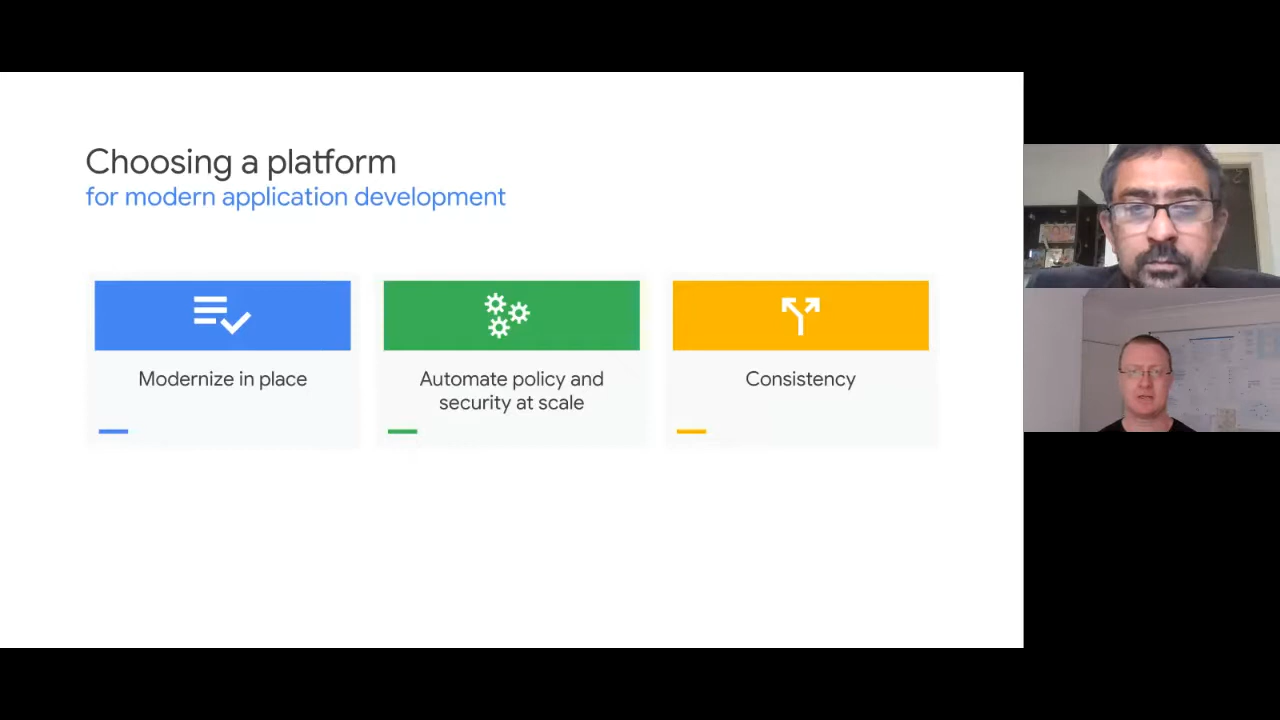 Choosing a platform
for modern application development
Modernize in place
Automate policy and
security at scale
Consistency